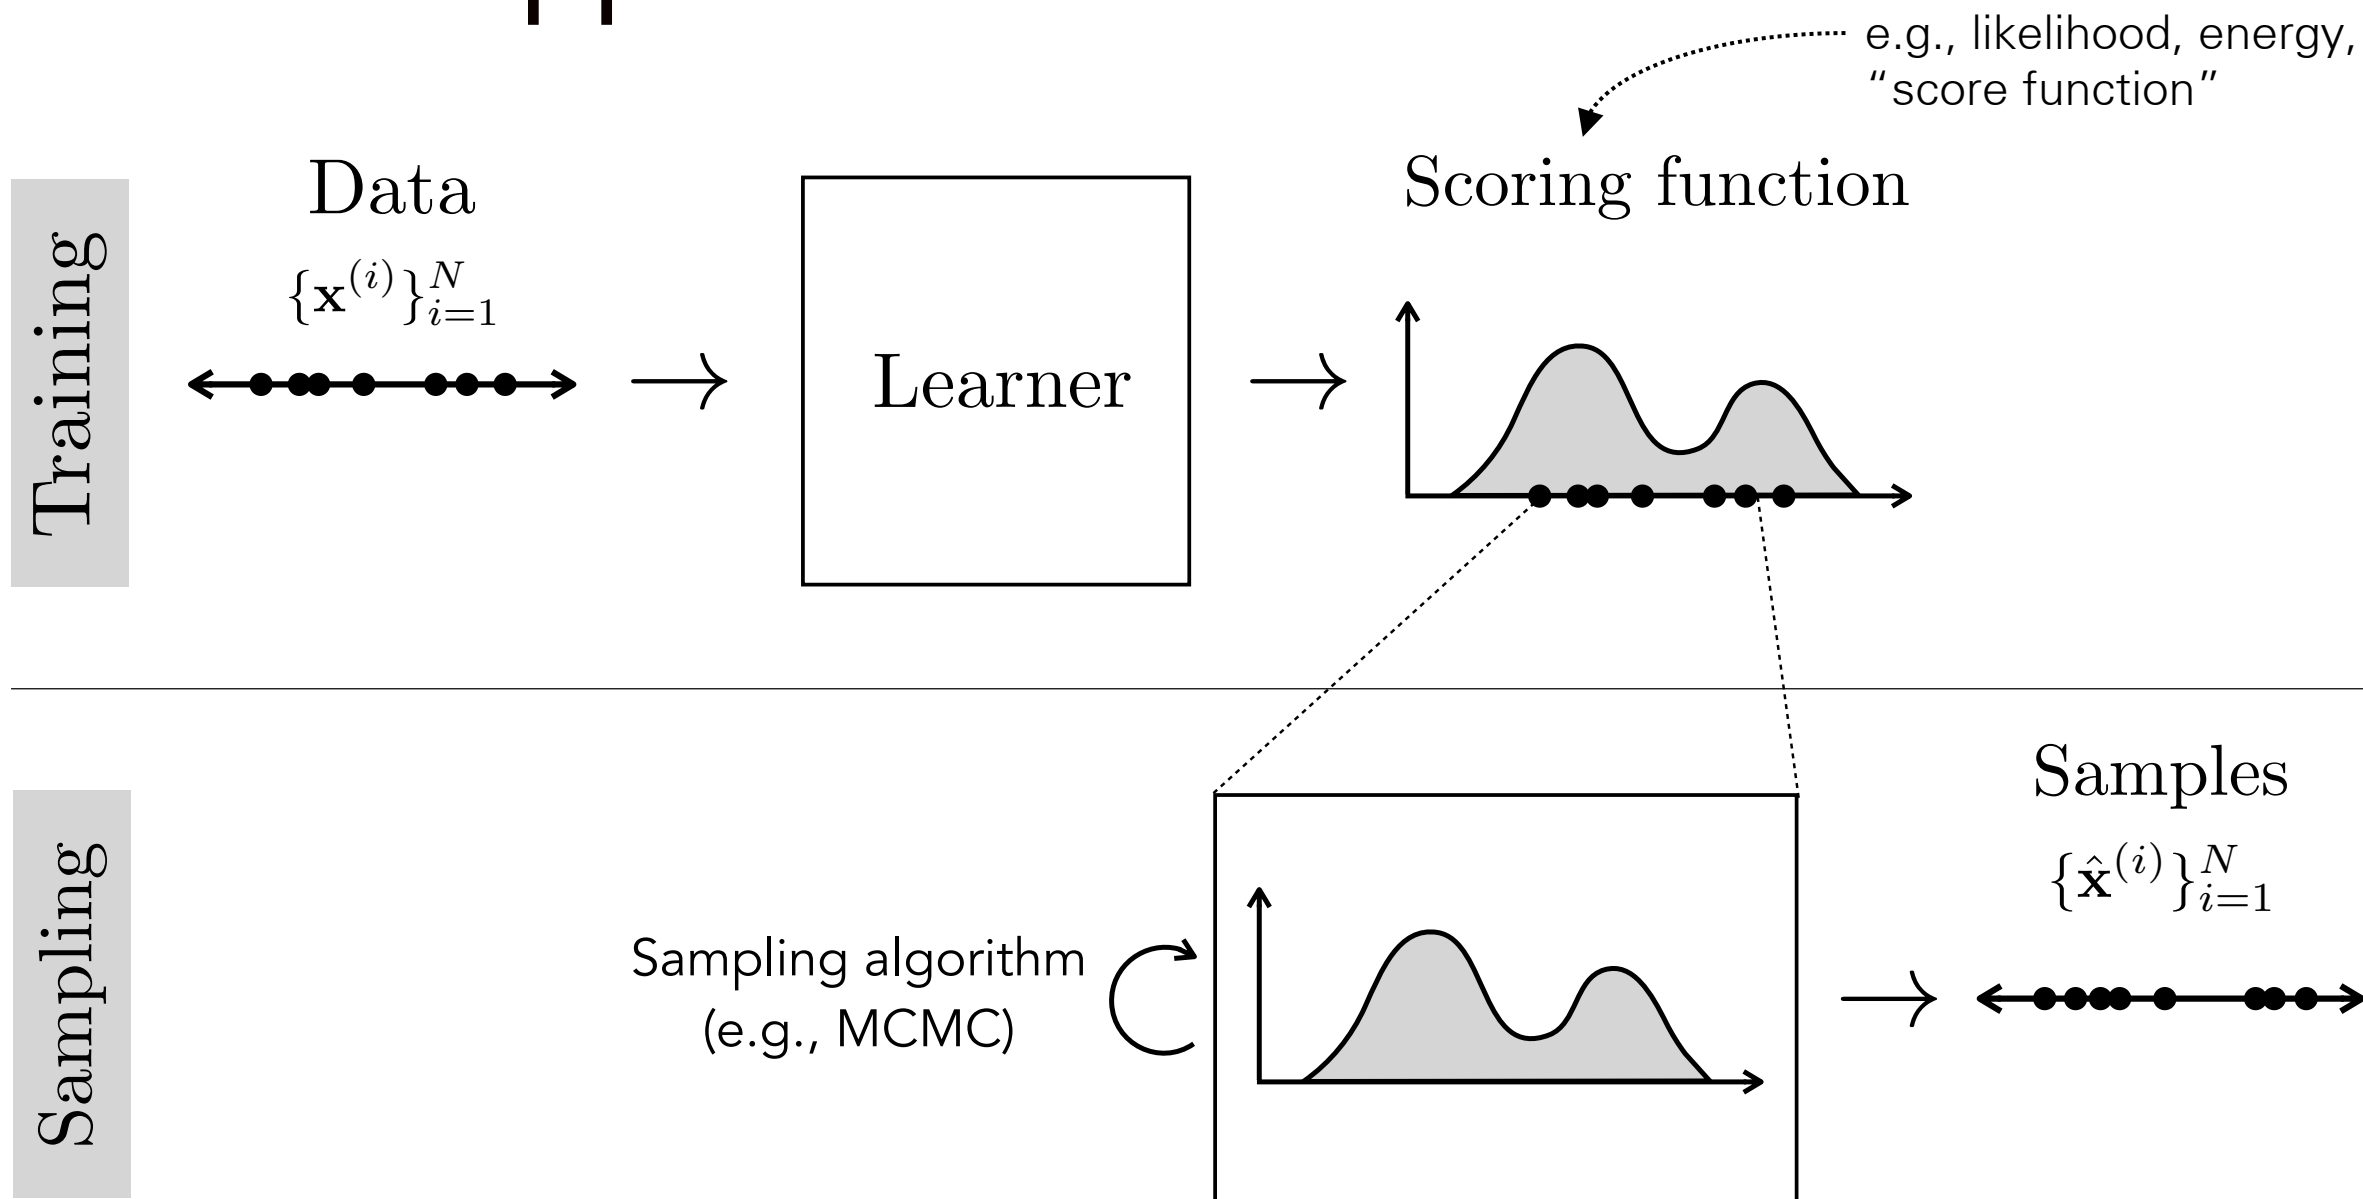 e.g., likelihood, energy,
“score function”
Training
Data
{x^{(i)}}_{i=1}^{N}
Learner
Scoring function
Sampling
Sampling algorithm
(e.g., MCMC)
Samples
{x̂^{(i)}}_{i=1}^{N}